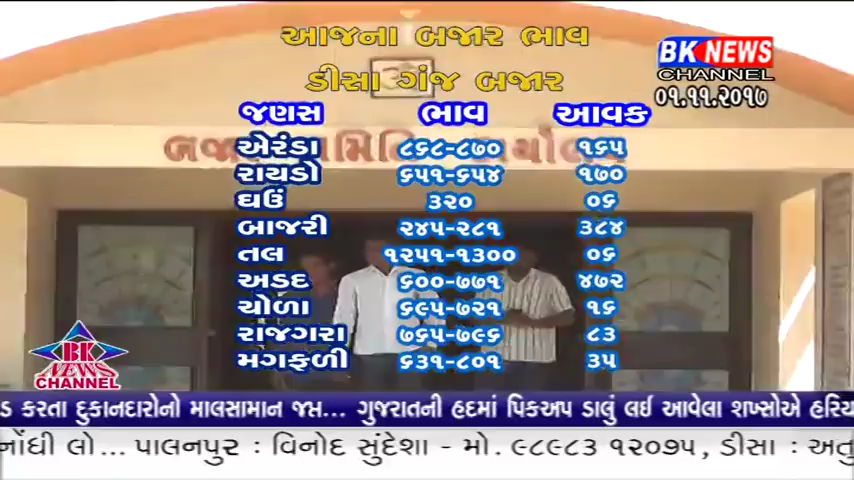 આજના બજાર ભાવ
ડીસા ગંજ બજાર
BK NEWS
CHANNEL
૦૧.૧૧.૨૦૧૭
જણસ ભાવ આવક
એરંડા ૮૬૮-૮૭૦ ૧૬૫
રાયડો ૬૫૧-૬૫૪ ૧૭૦
ઘઉં ૩૨૦ ૦૬
બાજરી ૨૪૫-૨૮૧ ૩૮૪
તલ ૧૨૫૧-૧૩૦૦ ૦૬
અડદ ૬૦૦-૭૭૧ ૪૭૨
ચોળા ૬૯૫-૭૨૧ ૧૬
રાજગરા ૭૬૫-૭૯૬ ૮૩
મગફળી ૬૩૧-૮૦૧ ૩૫
BK
NEWS
CHANNEL
ડ કરતા દુકાનદારોનો માલસામાન જપ્ત... ગુજરાતની હદમાં પિકઅપ ડાલું લઈ આવેલા શખ્સોએ હરિય
નોંધી લો... પાલનપુર : વિનોદ સુંદેશા - મો. ૯૮૯૮૩ ૧૨૦૭૫, ડીસા : અતુ